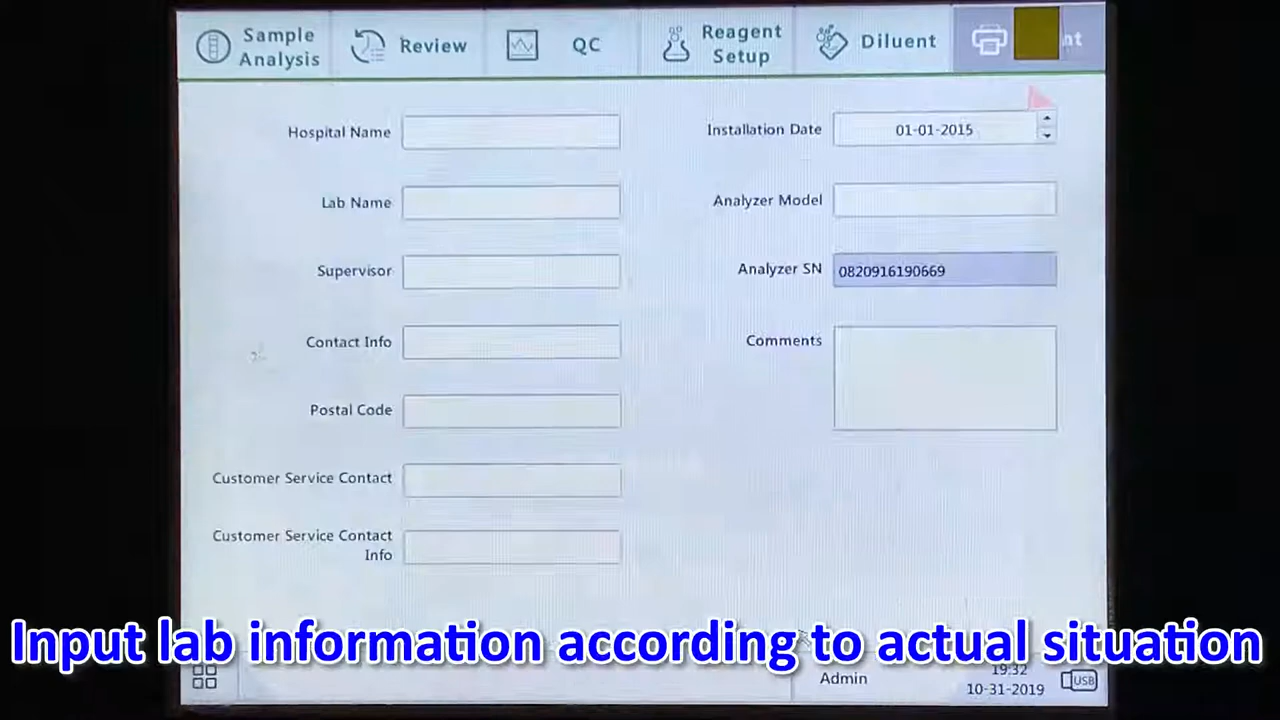 Sample
Analysis
Review
QC
Reagent
Setup
Diluent
nt
Hospital Name
Installation Date
01-01-2015
Lab Name
Analyzer Model
Supervisor
Analyzer SN
0820916190669
Contact Info
Comments
Postal Code
Customer Service Contact
Customer Service Contact
Info
Input lab information according to actual situation
Admin
19:32
10-31-2019
USB